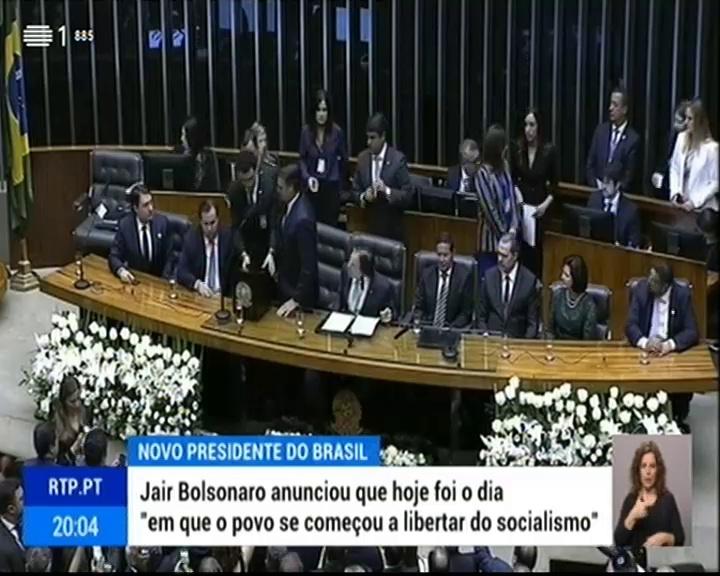 1 885
NOVO PRESIDENTE DO BRASIL
RTP.PT
Jair Bolsonaro anunciou que hoje foi o dia
20:04
"em que o povo se começou a libertar do socialismo"